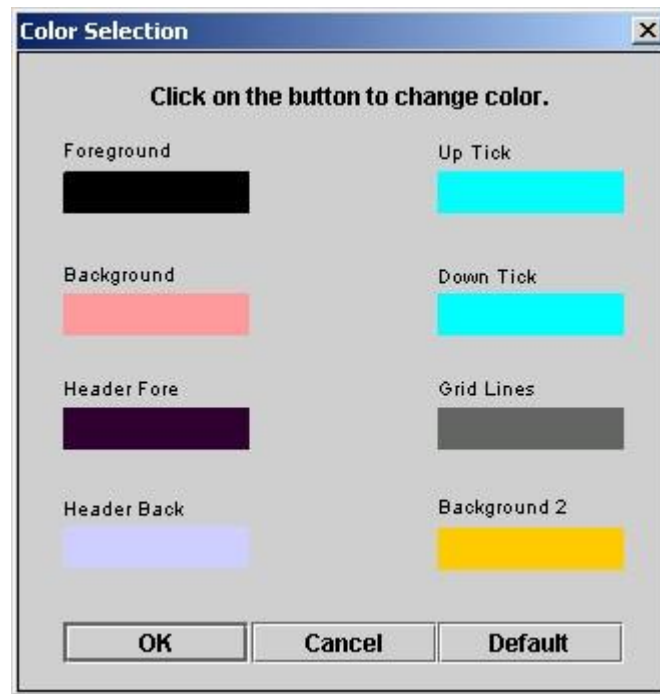 Color Selection
Click on the button to change color.
Foreground
Up Tick
Background
Down Tick
Header Fore
Grid Lines
Header Back
Background 2
OK
Cancel
Default